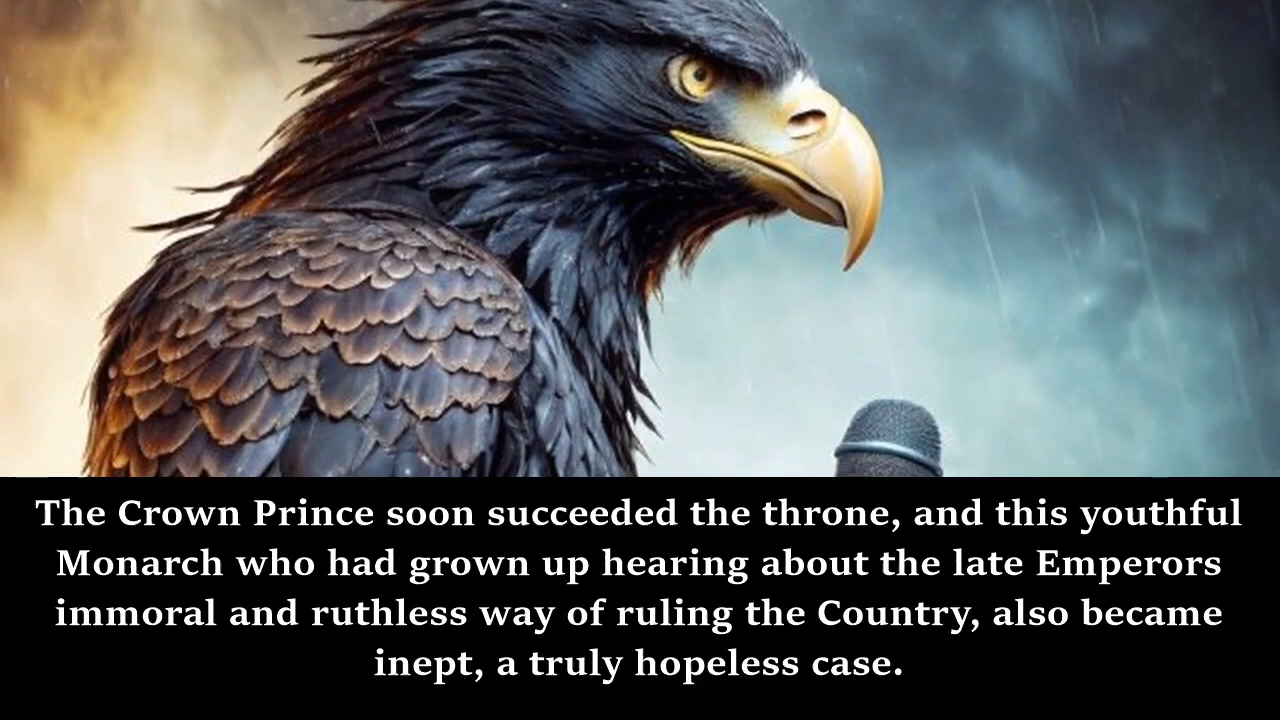 The Crown Prince soon succeeded the throne, and this youthful
Monarch who had grown up hearing about the late Emperors
immoral and ruthless way of ruling the Country, also became
inept, a truly hopeless case.